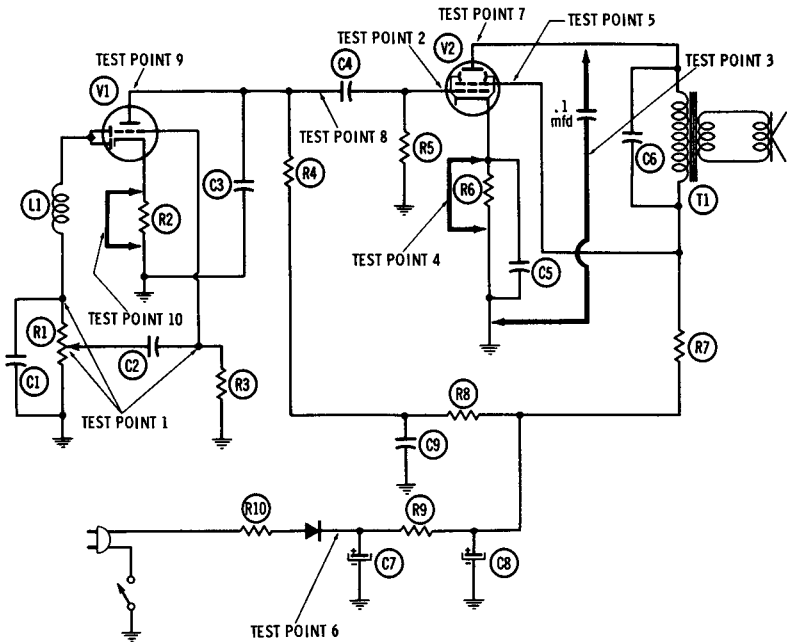 TEST POINT 7
TEST POINT 5
TEST POINT 2
V2
TEST POINT 9
C4
TEST POINT 3
V1
.1
mfd
TEST POINT 8
C6
R5
C3
R4
R6
L1
R2
T1
TEST POINT 4
C5
TEST POINT 10
R1
C2
R7
C1
R3
R8
TEST POINT 1
C9
R10
R9
+
-
C7
+
-
C8
TEST POINT 6